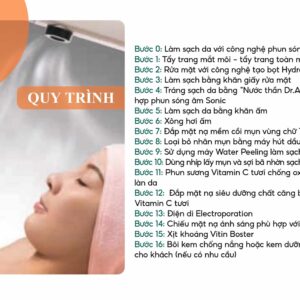 QUY TRÌNH
Bước 0: Làm sạch da với công nghệ phun són
Bước 1: Tẩy trang mắt môi - tẩy trang toàn m
Bước 2: Rửa mặt với công nghệ tạo bọt Hydr
Bước 3: Làm sạch bằng khăn giấy rửa mặt
Bước 4: Tráng sạch da bằng "Nước thần Dr.A
hợp phun sóng âm Sonic
Bước 5: Làm sạch da bằng khăn ấm
Bước 6: Xông hơi ấm
Bước 7: Đắp mặt nạ mềm cồi mụn vùng chữ
Bước 8: Loại bỏ nhân mụn bằng máy hút dầu
Bước 9: Sử dụng máy Water Peeling làm sạch
Bước 10: Dùng nhíp lấy mụn và sợi bã nhờn sạch
Bước 11: Phun sương Vitamin C tươi chống ox
làn da
Bước 12: Đắp mặt nạ siêu dưỡng chất căng b
Vitamin C tươi
Bước 13: Điện di Electroporation
Bước 14: Chiếu mặt nạ ánh sáng phù hợp với
Bước 15: Xịt khoáng Vitin Boster
Bước 16: Bôi kem chống nắng hoặc kem dưỡn
cho khách (nếu có nhu cầu)